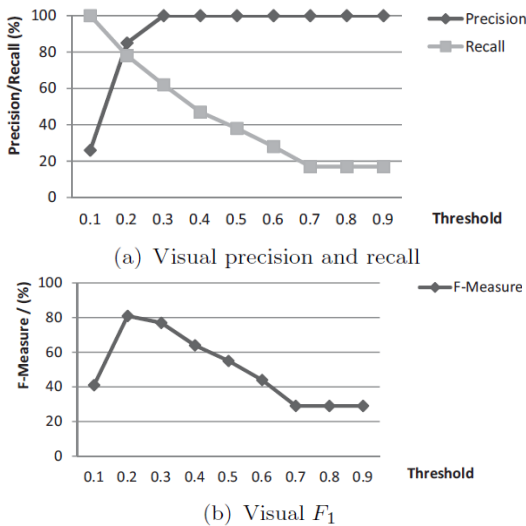 100
80
60
40
20
0
Precision/Recall (%)
Precision
Recall
0.1 0.2 0.3 0.4 0.5 0.6 0.7 0.8 0.9 Threshold
(a) Visual precision and recall
100
80
60
40
20
0
F-Measure / (%)
F-Measure
0.1 0.2 0.3 0.4 0.5 0.6 0.7 0.8 0.9 Threshold
(b) Visual F1